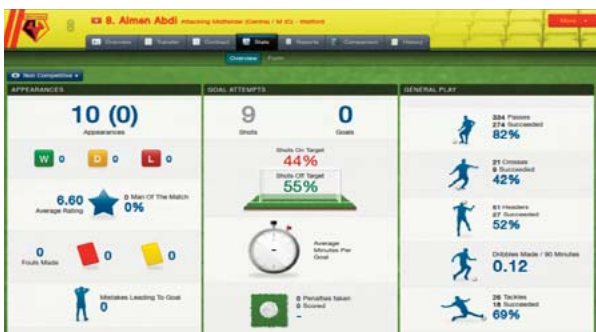 8. Almen Abdi Attacking Midfielder (Centre) / M (C) - Watford
More
Overview Transfer Contract Stats Reports Comparison History
Overview Form
Non Competitive
APPEARANCES
10 (0)
Appearances
W 0 D 0 L 0
6.60
Average Rating
0 Man Of The Match
0%
0
Fouls Made
0 0
Mistakes Leading To Goal
0
GOAL ATTEMPTS
9
Shots
0
Goals
Shots On Target
44%
Shots Off Target
55%
Average
Minutes Per
Goal
-
0 Penalties taken
0 Scored
-
GENERAL PLAY
334 Passes
274 Succeeded
82%
21 Crosses
9 Succeeded
42%
51 Headers
27 Succeeded
52%
Dribbles Made / 90 Minutes
0.12
26 Tackles
18 Succeeded
69%